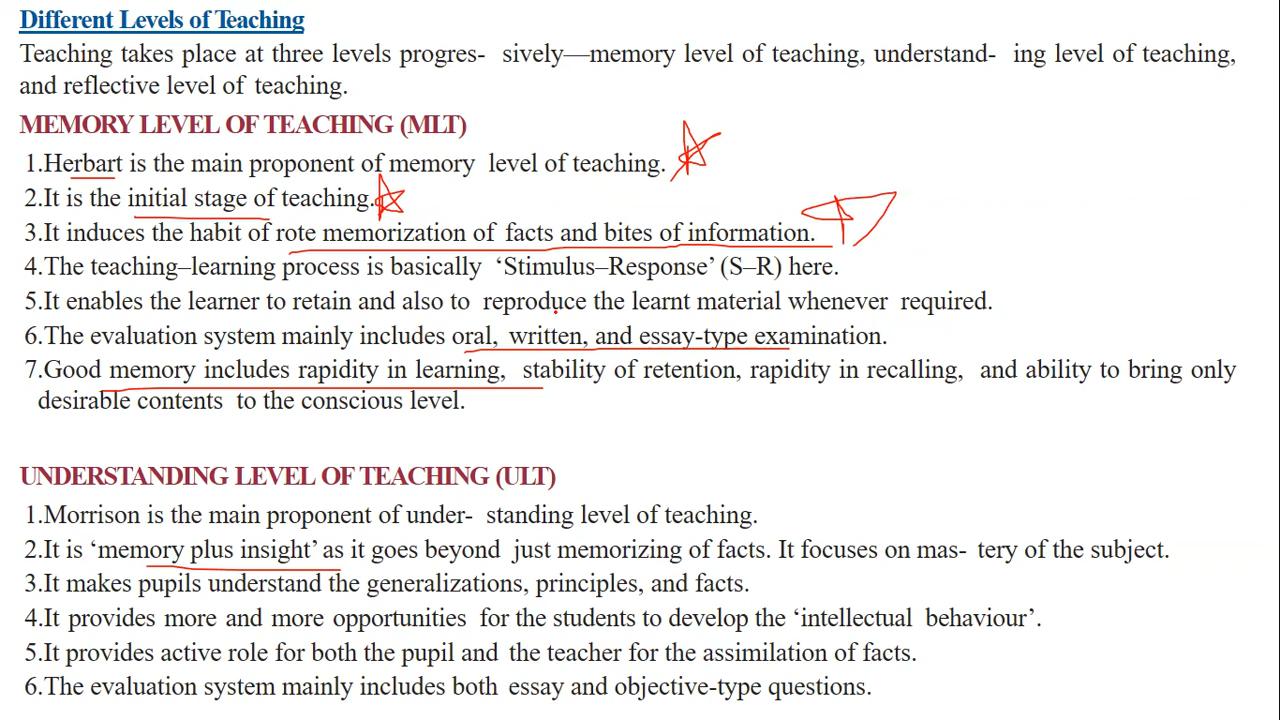 Different Levels of Teaching
Teaching takes place at three levels progres- sively—memory level of teaching, understand- ing level of teaching,
and reflective level of teaching.
MEMORY LEVEL OF TEACHING (MLT)
1.Herbart is the main proponent of memory level of teaching.
2.It is the initial stage of teaching.
3.It induces the habit of rote memorization of facts and bites of information.
4.The teaching–learning process is basically ‘Stimulus–Response’ (S–R) here.
5.It enables the learner to retain and also to reproduce the learnt material whenever required.
6.The evaluation system mainly includes oral, written, and essay-type examination.
7.Good memory includes rapidity in learning, stability of retention, rapidity in recalling, and ability to bring only
desirable contents to the conscious level.
UNDERSTANDING LEVEL OF TEACHING (ULT)
1.Morrison is the main proponent of under- standing level of teaching.
2.It is ‘memory plus insight’ as it goes beyond just memorizing of facts. It focuses on mas- tery of the subject.
3.It makes pupils understand the generalizations, principles, and facts.
4.It provides more and more opportunities for the students to develop the ‘intellectual behaviour’.
5.It provides active role for both the pupil and the teacher for the assimilation of facts.
6.The evaluation system mainly includes both essay and objective-type questions.